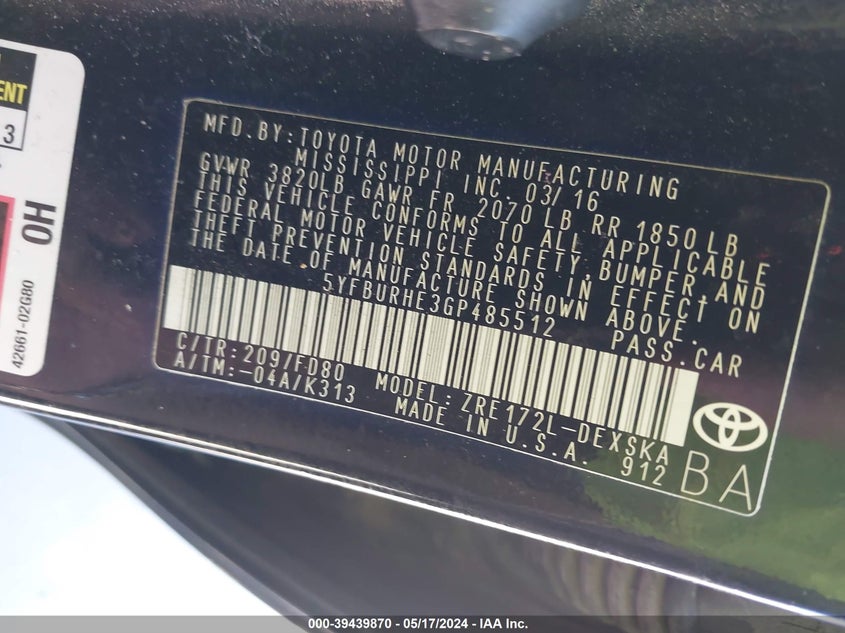 ENT
3
OH
42661-02G80
MFD.BY:TOYOTA MOTOR MANUFACTURING
MISSISSIPPI INC. 03/16
GVWR 3820LB GAWR FR 2070 LB RR 1850 LB
THIS VEHICLE CONFORMS TO ALL APPLICABLE
FEDERAL MOTOR VEHICLE SAFETY,BUMPER,AND
THEFT PREVENTION STANDARDS IN EFFECT ON
THE DATE OF MANUFACTURE SHOWN ABOVE.
5YFBURHE3GP485512 PASS.CAR
C/TR:209/FD80 MODEL:ZRE172L-DEXSKA
A/TM:-04A/K313 MADE IN U.S.A. 912
BA
000-39439870 - 05/17/2024 - IAA Inc.